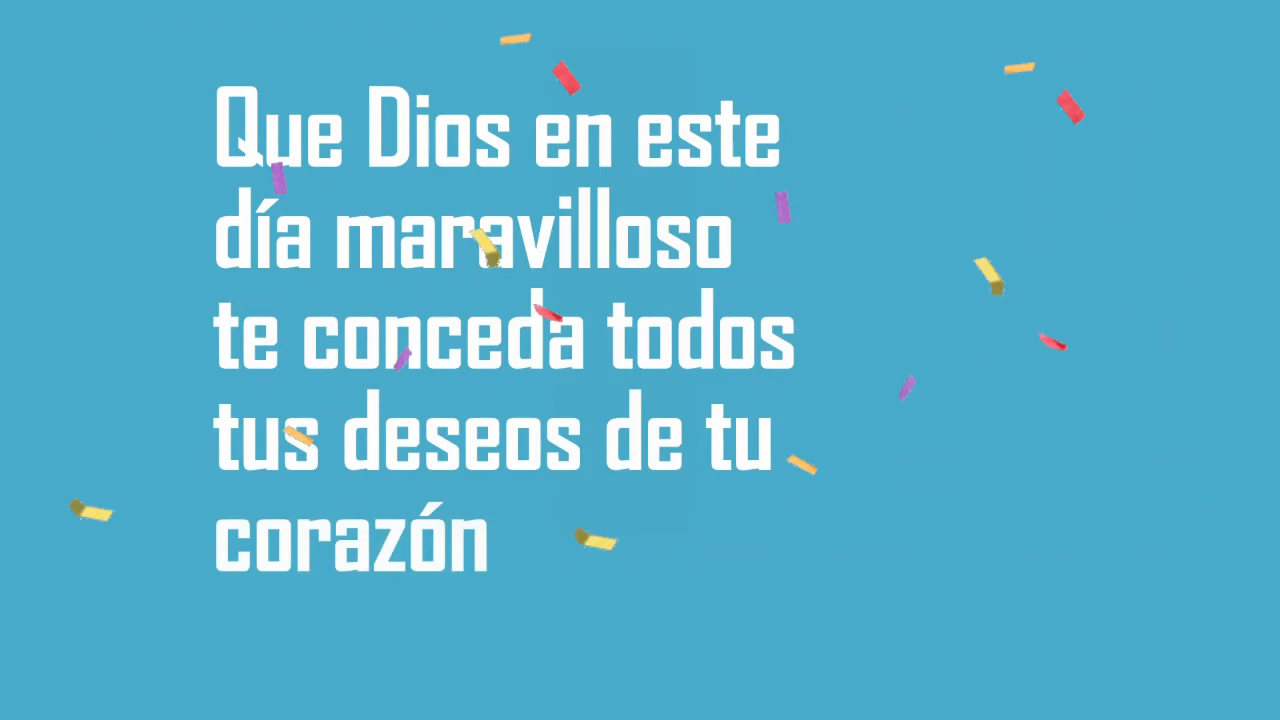 Que Dios en este
día maravilloso
te conceda todos
tus deseos de tu
corazón